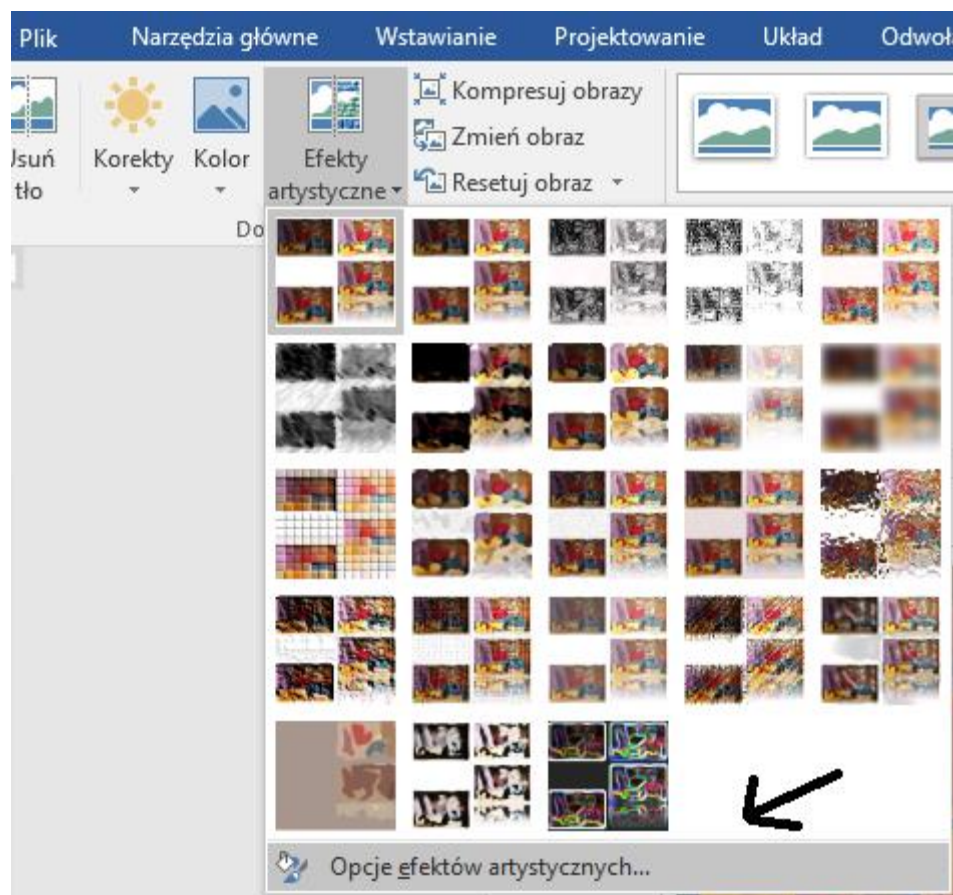 Plik Narzędzia główne Wstawianie Projektowanie Układ
Kompresuj obrazy
Zmień obraz
Resetuj obraz
tło
Korekty Kolor
Efekty
artystyczne
Opcje efektów artystycznych...